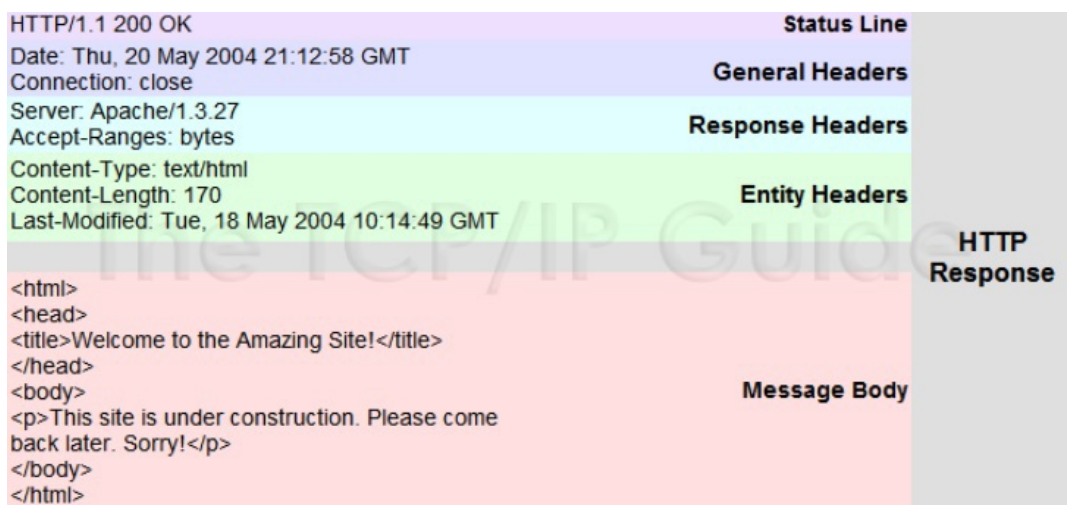 HTTP/1.1 200 OK
Status Line
Date: Thu, 20 May 2004 21:12:58 GMT
Connection: close
General Headers
Server: Apache/1.3.27
Accept-Ranges: bytes
Response Headers
Content-Type: text/html
Content-Length: 170
Last-Modified: Tue, 18 May 2004 10:14:49 GMT
Entity Headers
The TCP/IP Guide
HTTP
Response
<html>
<head>
<title>Welcome to the Amazing Site!</title>
</head>
<body>
<p>This site is under construction. Please come
back later. Sorry!</p>
</body>
</html>
Message Body